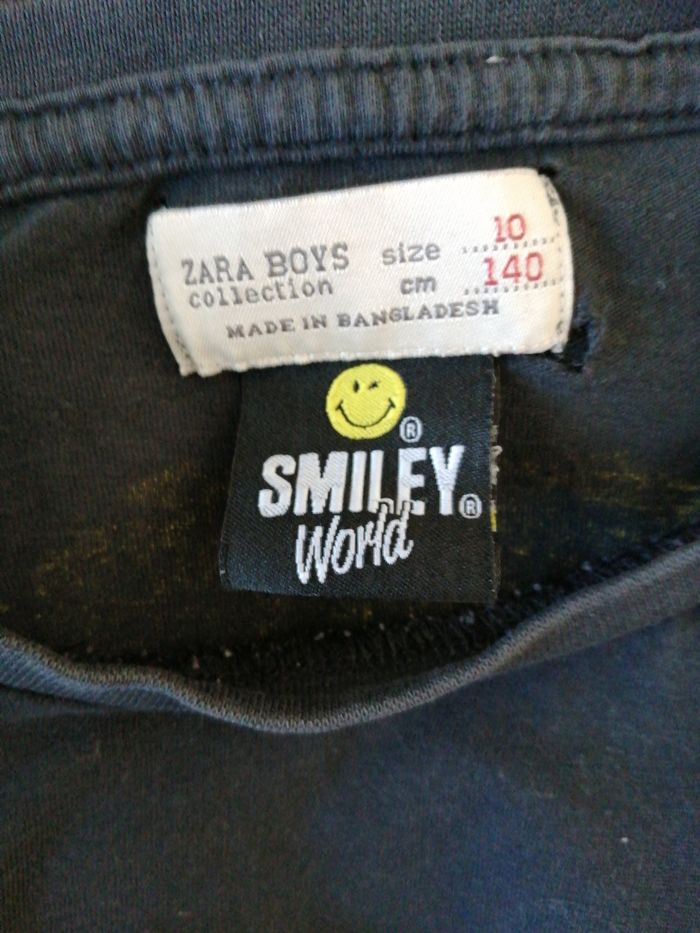 ZARA BOYS size 10
collection cm 140
MADE IN BANGLADESH
®
SMILEY®
World